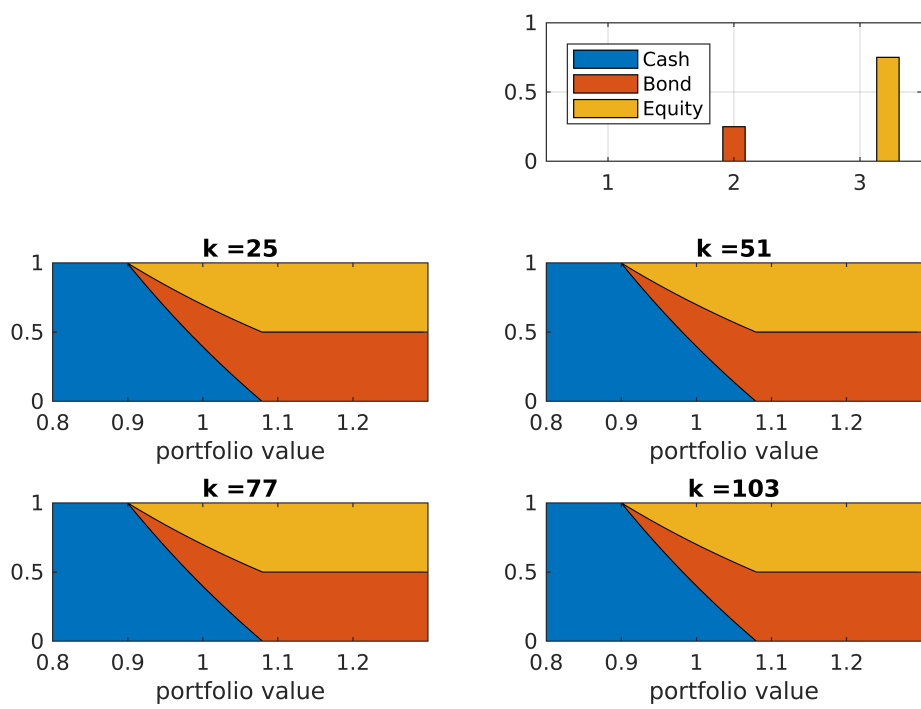 1
0.5
0
Cash
Bond
Equity
1 2 3
k =25
1
0.5
0
0.8 0.9 1 1.1 1.2
portfolio value
k =51
1
0.5
0
0.8 0.9 1 1.1 1.2
portfolio value
k =77
1
0.5
0
0.8 0.9 1 1.1 1.2
portfolio value
k =103
1
0.5
0
0.8 0.9 1 1.1 1.2
portfolio value